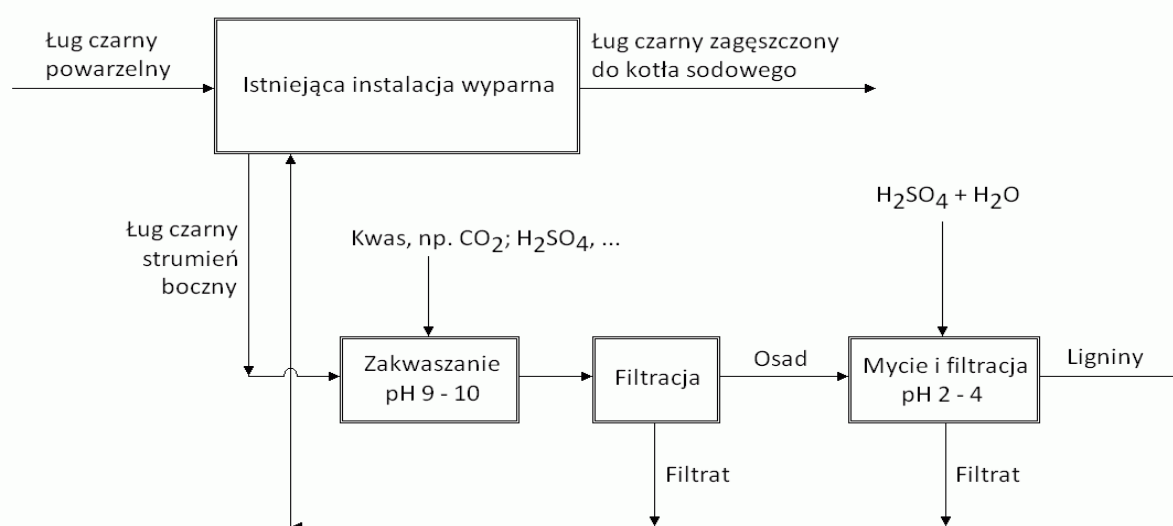 Ług czarny
powarzelny
Istniejąca instalacja wyparna
Ług czarny zagęszczony
do kotła sodowego
Ług czarny
strumień
boczny
Kwas, np. CO2; H2SO4, ...
H2SO4 + H2O
Zakwaszanie
pH 9 - 10
Filtracja
Osad
Mycie i filtracja
pH 2 - 4
Ligniny
Filtrat
Filtrat